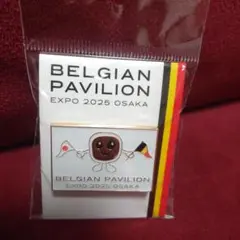 BELGIAN
PAVILION
EXPO 2025 OSAKA
BELGIAN PAVILION
EXPO 2025 OSAKA